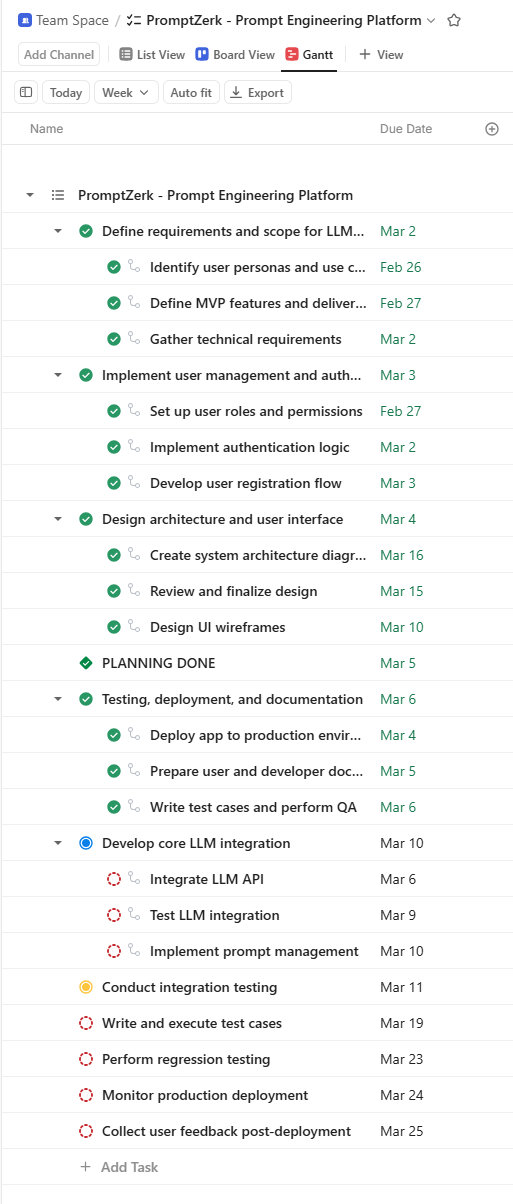 Team Space / PromptZerk - Prompt Engineering Platform
Add Channel List View Board View Gantt + View
Today Week Auto fit Export
Name Due Date
PromptZerk - Prompt Engineering Platform
Define requirements and scope for LLM... Mar 2
Identify user personas and use c... Feb 26
Define MVP features and deliver... Feb 27
Gather technical requirements Mar 2
Implement user management and auth... Mar 3
Set up user roles and permissions Feb 27
Implement authentication logic Mar 2
Develop user registration flow Mar 3
Design architecture and user interface Mar 4
Create system architecture diagr... Mar 16
Review and finalize design Mar 15
Design UI wireframes Mar 10
PLANNING DONE Mar 5
Testing, deployment, and documentation Mar 6
Deploy app to production envir... Mar 4
Prepare user and developer doc... Mar 5
Write test cases and perform QA Mar 6
Develop core LLM integration Mar 10
Integrate LLM API Mar 6
Test LLM integration Mar 9
Implement prompt management Mar 10
Conduct integration testing Mar 11
Write and execute test cases Mar 19
Perform regression testing Mar 23
Monitor production deployment Mar 24
Collect user feedback post-deployment Mar 25
+ Add Task